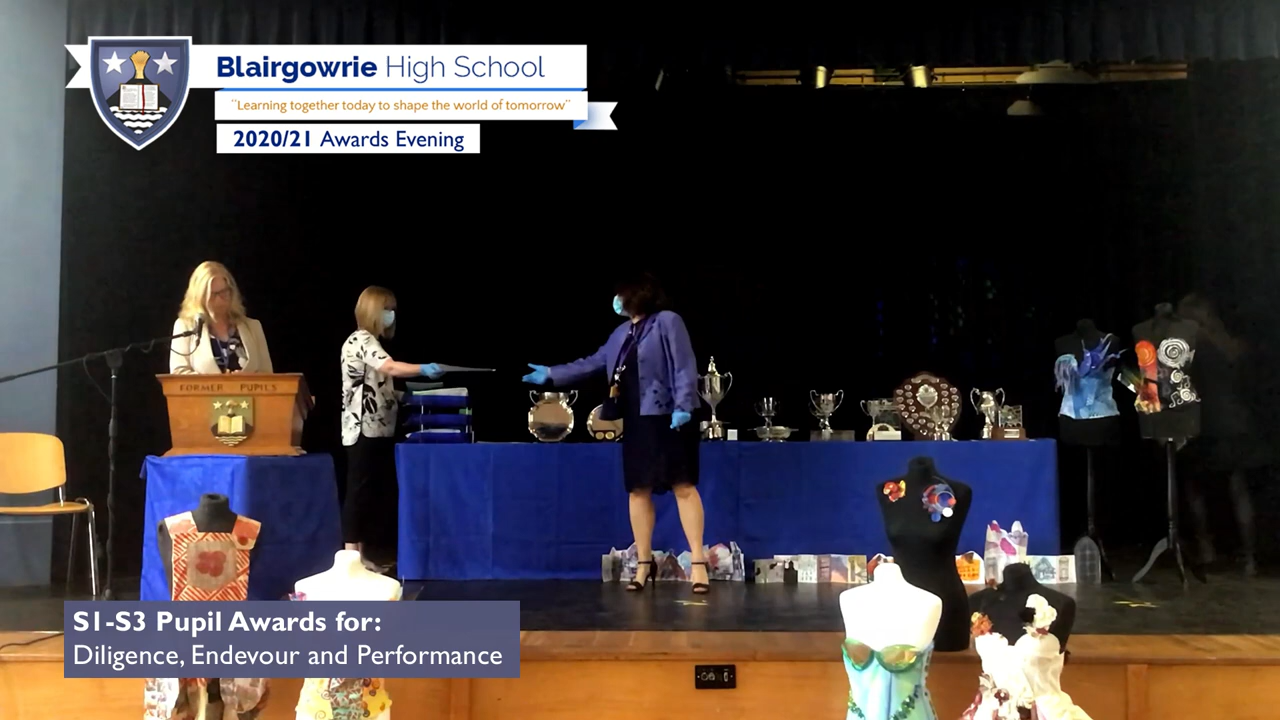 Blairgowrie High School
"Learning together today to shape the world of tomorrow"
2020/21 Awards Evening
FORMER PUPILS
S1-S3 Pupil Awards for:
Diligence, Endevour and Performance